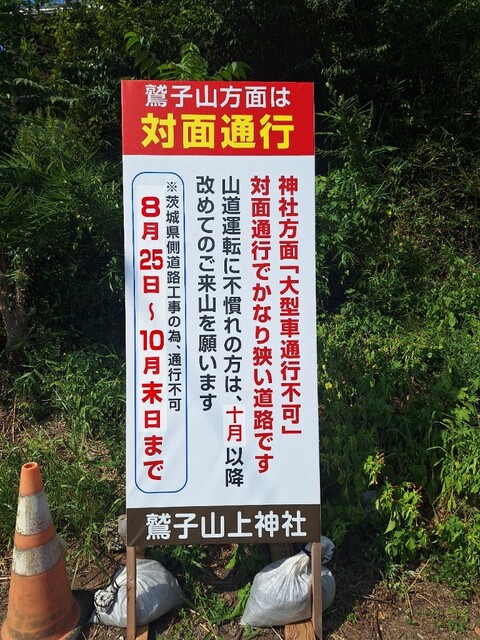 鷲子山方面は
対面通行
神社方面「大型車通行不可」
対面通行でかなり狭い道路です
山道運転に不慣れの方は、十月以降
改めてのご来山を願います
※茨城県側道路工事の為、通行不可
8月25日～10月末日まで
鷲子山上神社